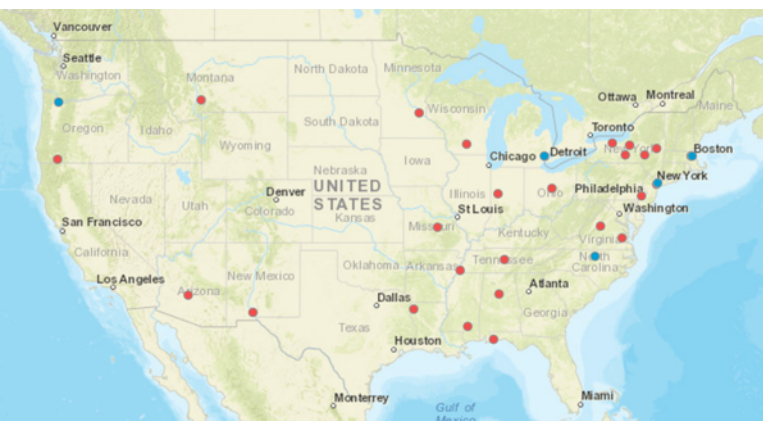 Vancouver
Seattle
Washington
Montana
North Dakota
Minnesota
Ottawa
Montreal
Maine
Wisconsin
Toronto
Oregon
Idaho
South Dakota
Wyoming
Iowa
Chicago
Detroit
New York
Boston
Nebraska
UNITED
STATES
Nevada
Utah
Denver
Colorado
Kansas
Illinois
Ohio
Philadelphia
New York
St Louis
Washington
Missouri
Kentucky
Virginia
San Francisco
California
Los Angeles
Arizona
New Mexico
Oklahoma
Arkansas
Tennessee
North
Carolina
Atlanta
Georgia
Dallas
Texas
Houston
Monterrey
Gulf of
Mexico
Miami